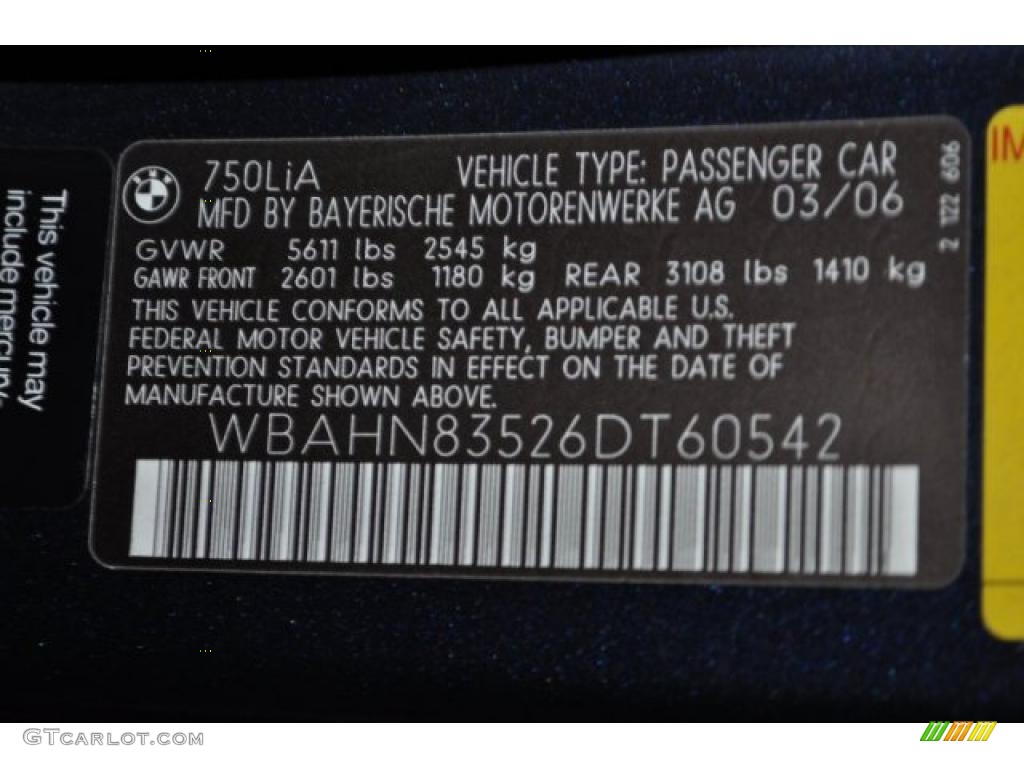 750LiA VEHICLE TYPE: PASSENGER CAR
MFD BY BAYERISCHE MOTORENWERKE AG 03/06
GVWR 5611 lbs 2545 kg
GAWR FRONT 2601 lbs 1180 kg REAR 3108 lbs 1410 kg
THIS VEHICLE CONFORMS TO ALL APPLICABLE U.S.
FEDERAL MOTOR VEHICLE SAFETY, BUMPER AND THEFT
PREVENTION STANDARDS IN EFFECT ON THE DATE OF
MANUFACTURE SHOWN ABOVE.
WBAHN83526DT60542
2 122 606
This vehicle may
include
IM
GTCARLOT.COM